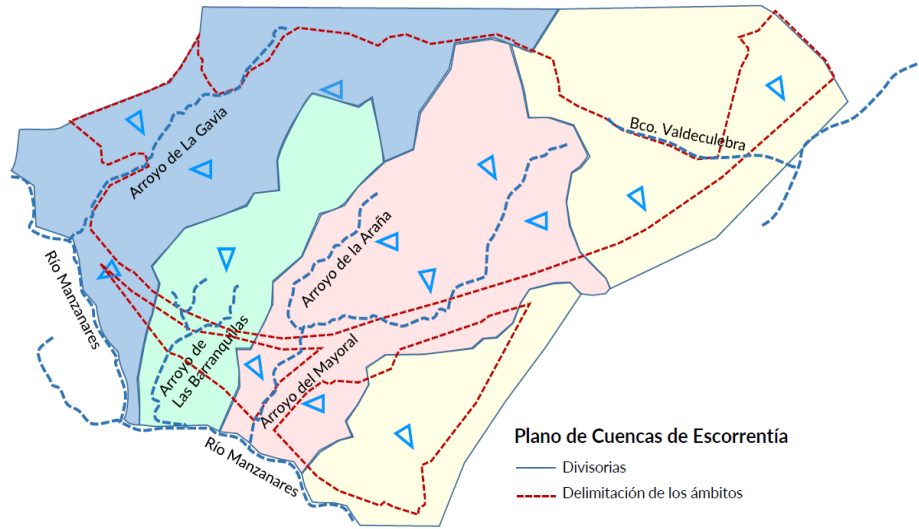 Arroyo de La Gavia
Bco. Valdeculebra
Arroyo de la Araña
Río Manzanares
Arroyo de
Las Barranquillas
Arroyo del Mayoral
Río Manzanares
Plano de Cuencas de Escorrentía
Divisorias
Delimitación de los ámbitos